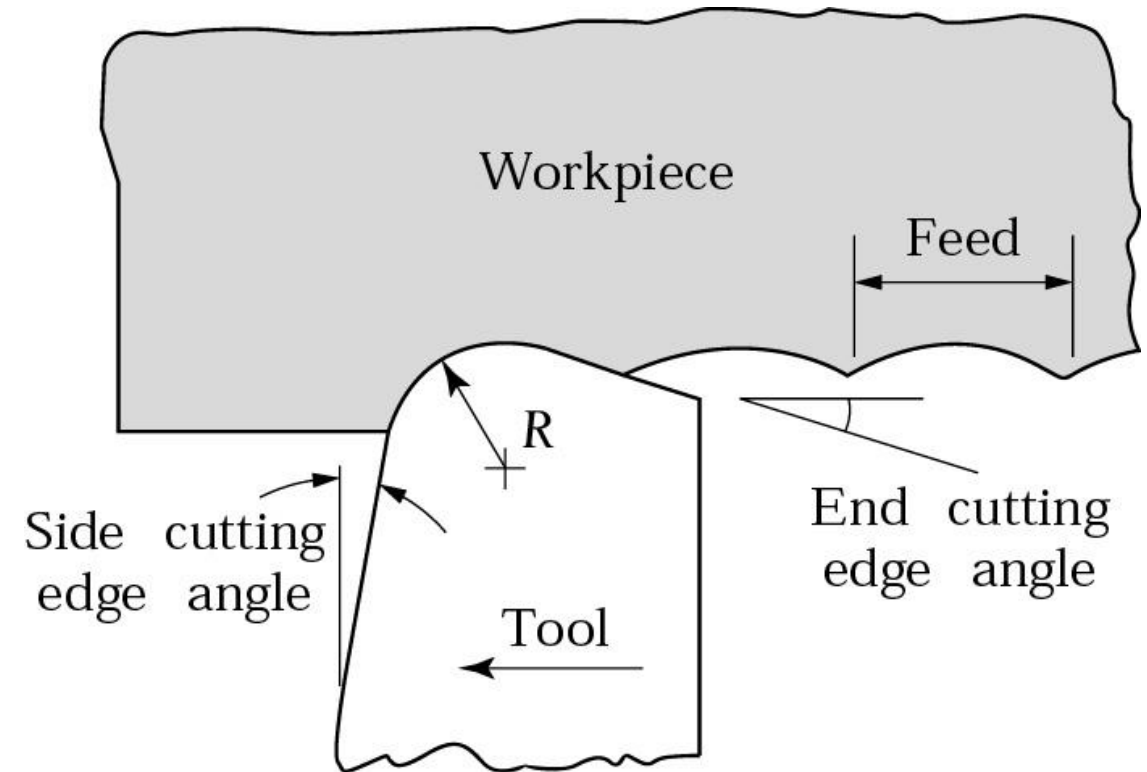 Workpiece
Feed
R
Side cutting
edge angle
End cutting
edge angle
Tool